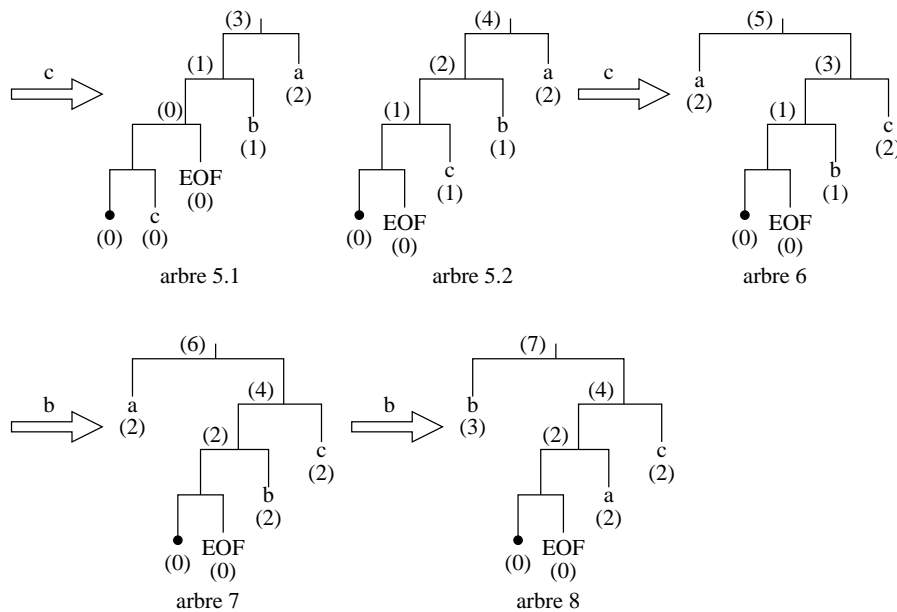 (3) (4) (5)
c (1) a (2) a c a (3)
(2) (2) (2)
(0) b (1) b (1) c
(1) (1) (2)
EOF c b
(0) (1) (1)
c EOF EOF
(0) (0) (0) (0) (0) (0)
arbre 5.1 arbre 5.2 arbre 6
(6) (7)
b a (4) b b (4)
(2) (2) c (3) (2) c
(2) (2)
b a
(2) (2)
(0) EOF (0) EOF
(0) (0)
arbre 7 arbre 8